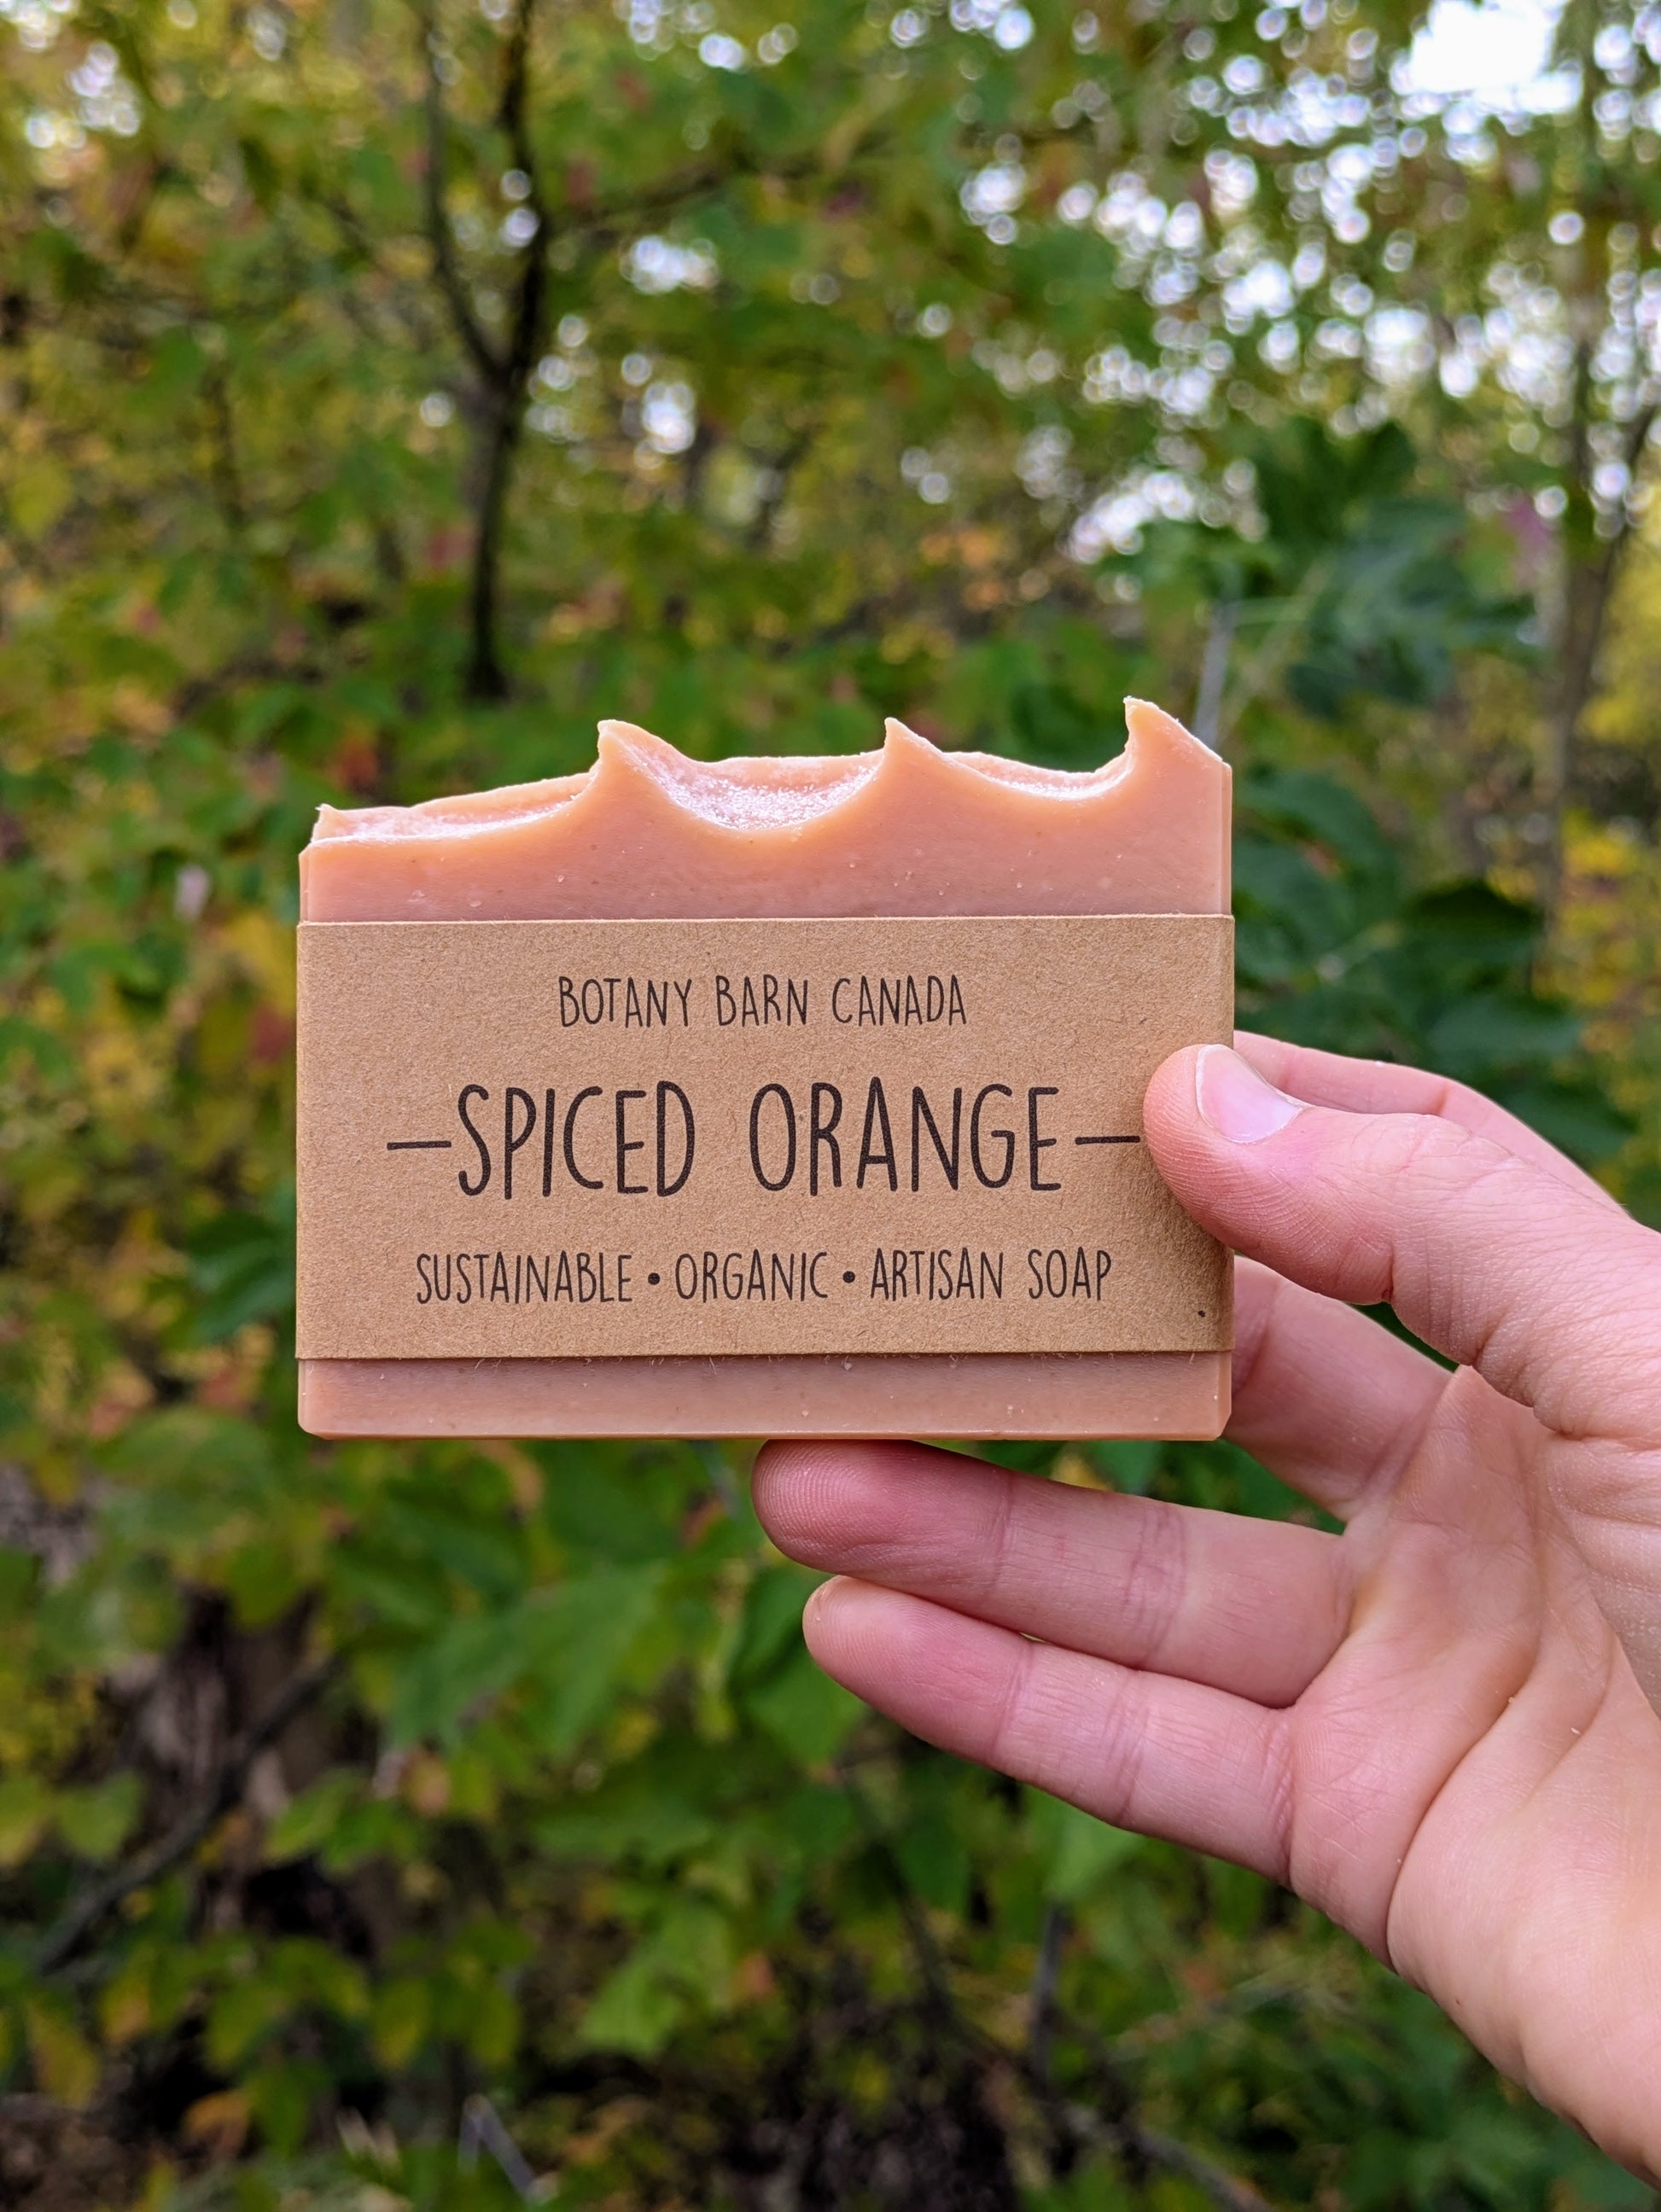 BOTANY BARN CANADA
—SPICED ORANGE—
SUSTAINABLE • ORGANIC • ARTISAN SOAP